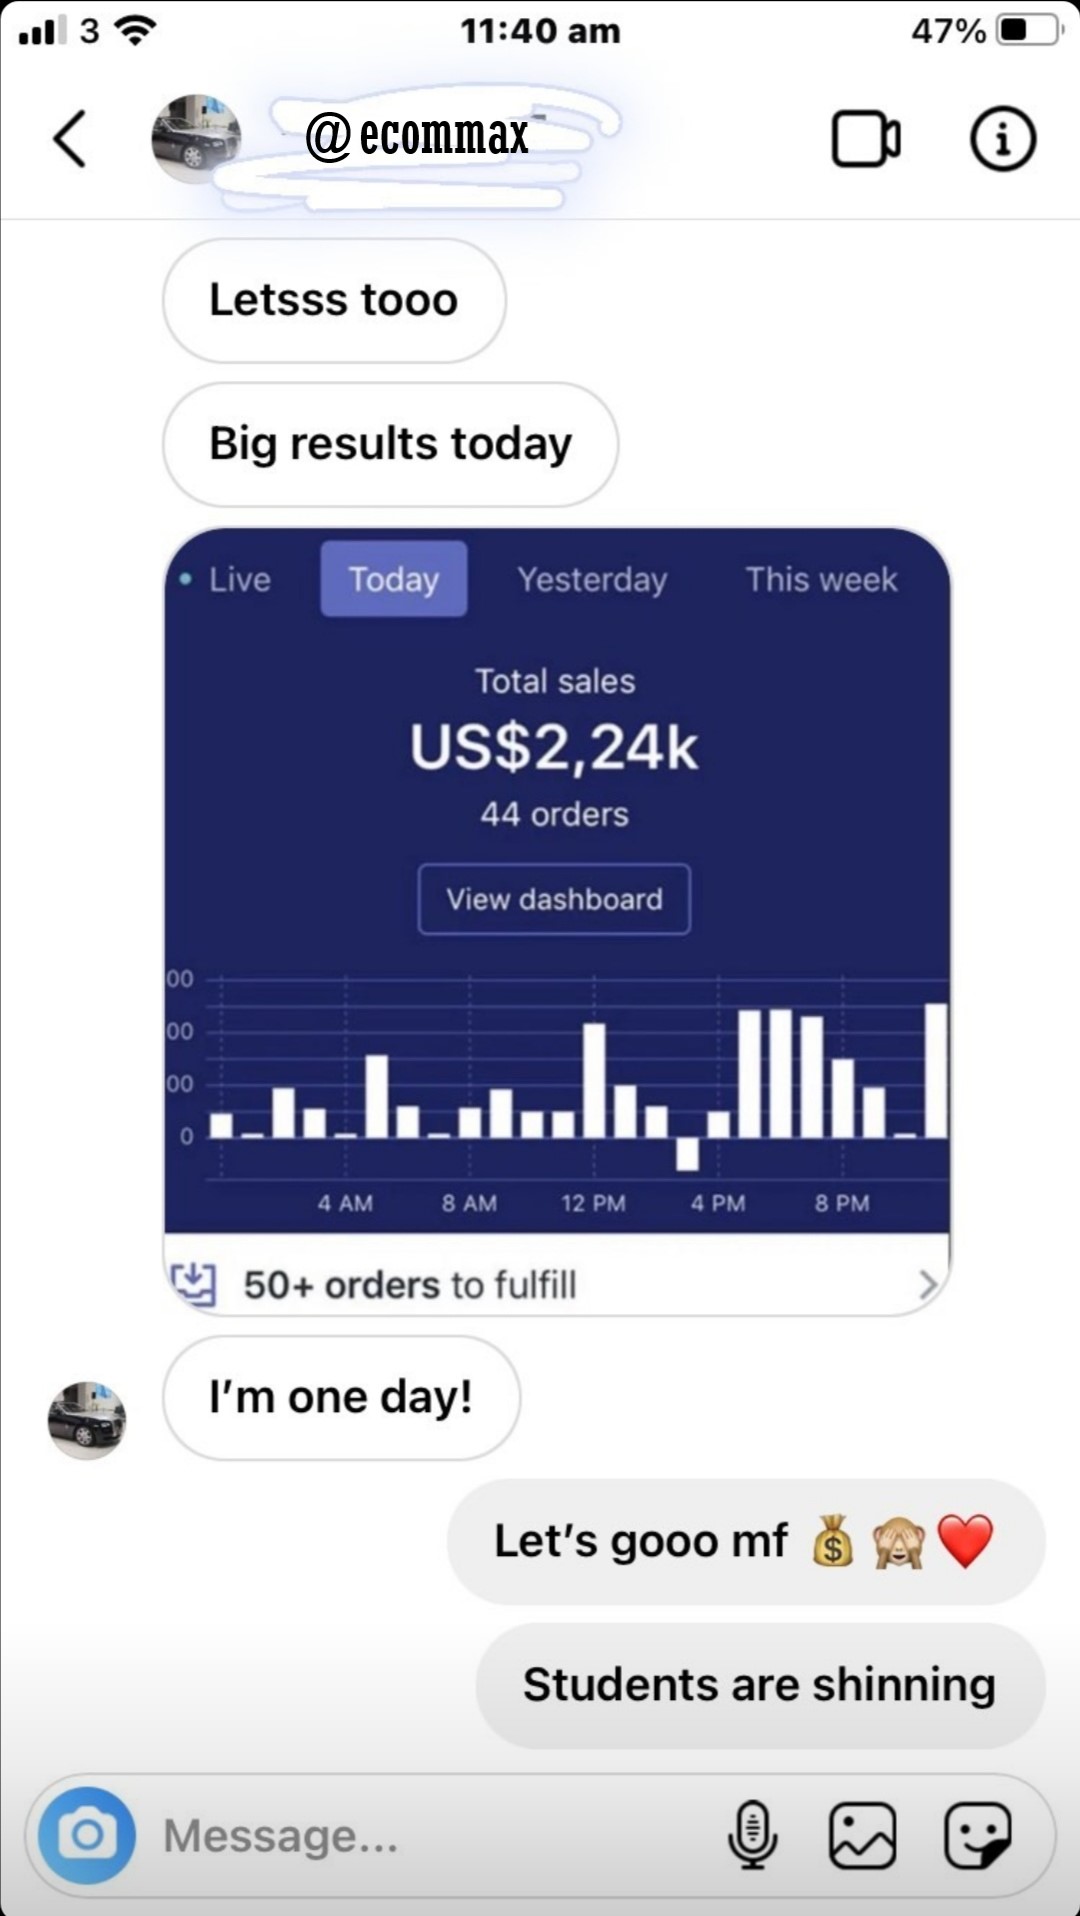 3
11:40 am
47%
@ecommax
Letsss tooo
Big results today
Live Today Yesterday This week
Total sales
US$2,24k
44 orders
View dashboard
00
00
00
0
4 AM 8 AM 12 PM 4 PM 8 PM
50+ orders to fulfill
I'm one day!
Let's gooo mf 💰 🙈 ❤️
Students are shinning
Message...